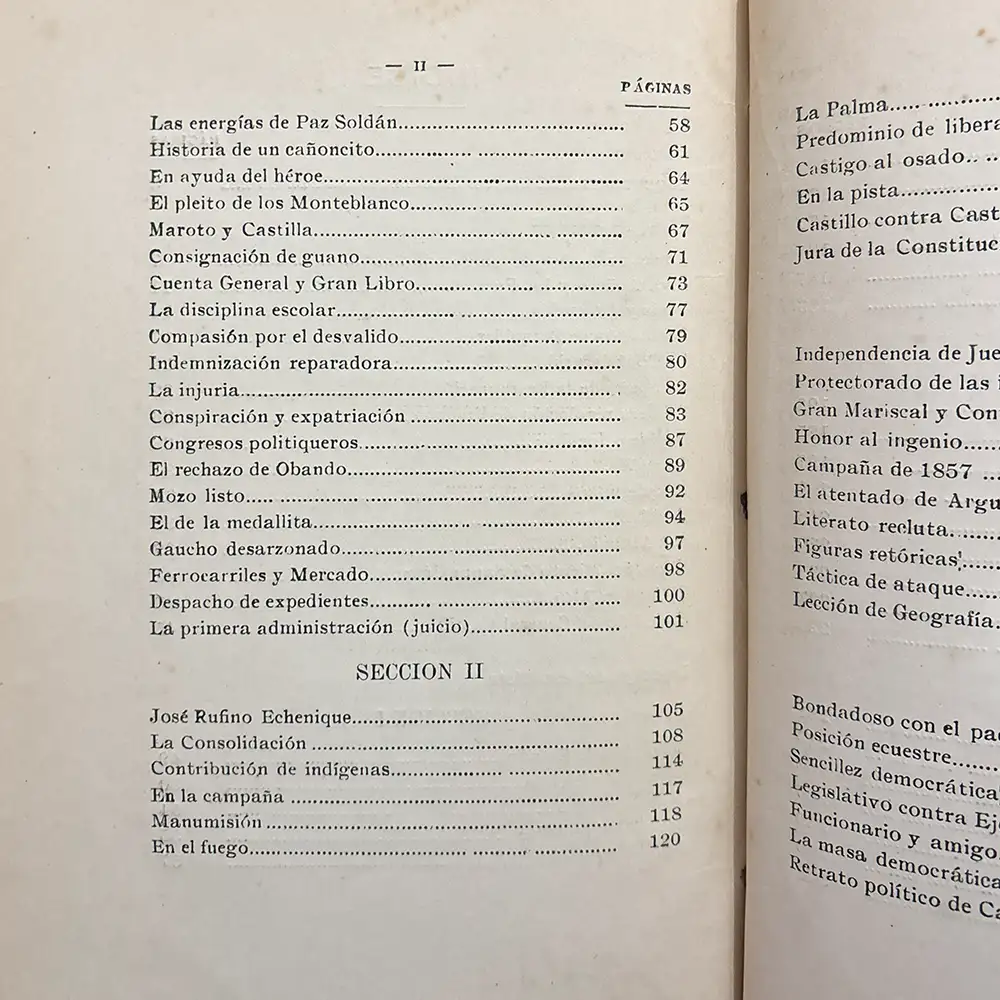 — II —
PÁGINAS
Las energías de Paz Soldán........ 58
Historia de un cañoncito........ 61
En ayuda del héroe........ 64
El pleito de los Monteblanco........ 65
Maroto y Castilla........ 67
Consignación de guano........ 71
Cuenta General y Gran Libro........ 73
La disciplina escolar........ 77
Compasión por el desvalido........ 79
Indemnización reparadora........ 80
La injuria........ 82
Conspiración y expatriación ........ 83
Congresos politiqueros........ 87
El rechazo de Obando........ 89
Mozo listo........ 92
El de la medallita........ 94
Gaucho desarzonado........ 97
Ferrocarriles y Mercado........ 98
Despacho de expedientes........ 100
La primera administración (juicio)........ 101
SECCION II
José Rufino Echenique........ 105
La Consolidación ........ 108
Contribución de indígenas........ 114
En la campaña ........ 117
Manumisión ........ 118
En el fuego........ 120
La Palma........
Predominio de libera
Castigo al osado.. ..
En la pista........
Castillo contra Cast
Jura de la Constituc
Independencia de Jue
Protectorado de las i
Gran Mariscal y Con
Honor al ingenio.....
Campaña de 1857 ...
El atentado de Argu
Literato recluta. .....
Figuras retóricas'.....
Táctica de ataque.....
Lección de Geografía.
Bondadoso con el pa
Posición ecuestre.......
Sencillez democrática
Legislativo contra Ej
Funcionario y amigo.
La masa democrática
Retrato político de Ca